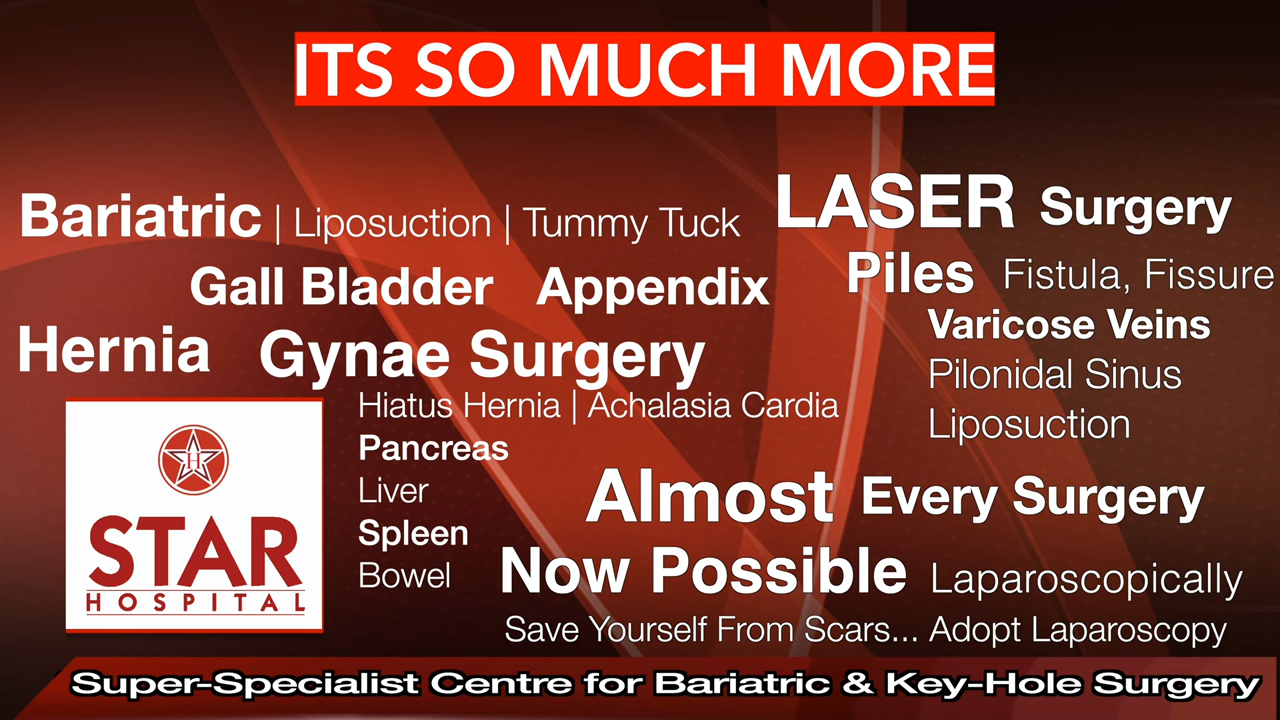 ITS SO MUCH MORE
Bariatric | Liposuction | Tummy Tuck
Gall Bladder Appendix
Hernia Gynae Surgery
Hiatus Hernia | Achalasia Cardia
Pancreas
Liver
Spleen
Bowel
LASER Surgery
Piles Fistula, Fissure
Varicose Veins
Pilonidal Sinus
Liposuction
Almost Every Surgery
Now Possible Laparoscopically
Save Yourself From Scars... Adopt Laparoscopy
H
STAR
HOSPITAL
Super-Specialist Centre for Bariatric & Key-Hole Surgery